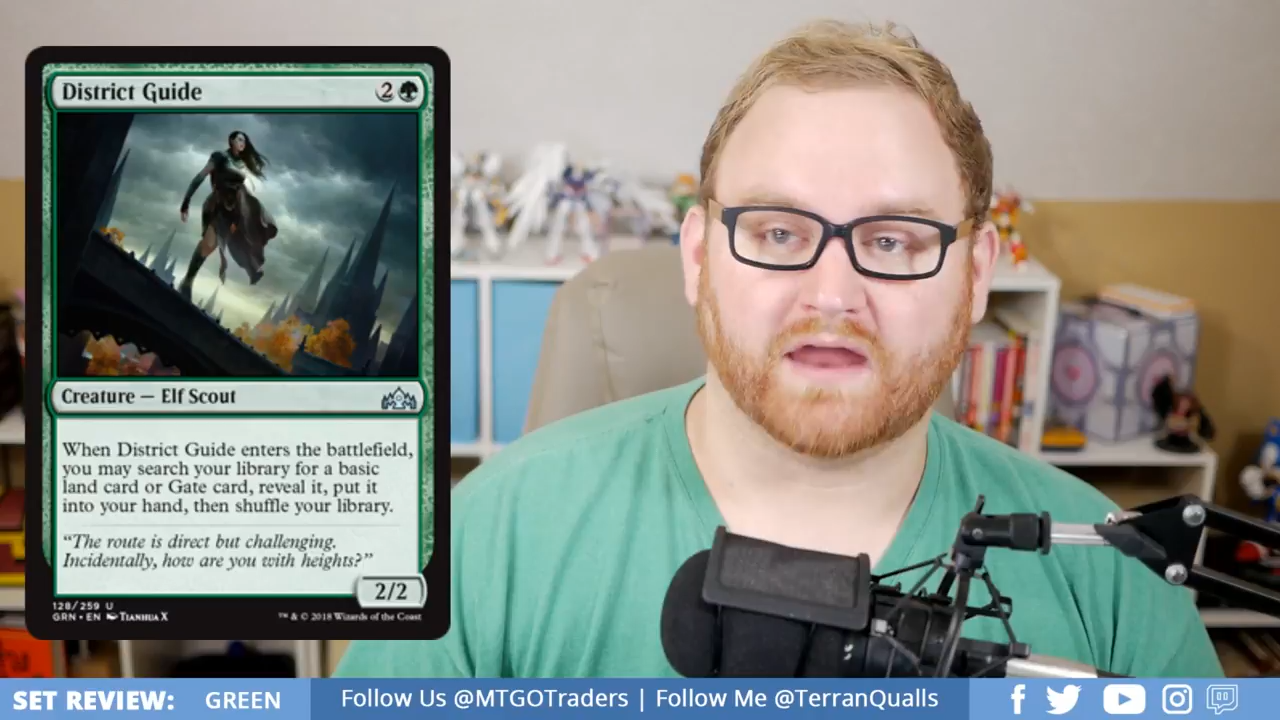 District Guide
2
Creature — Elf Scout
When District Guide enters the battlefield,
you may search your library for a basic
land card or Gate card, reveal it, put it
into your hand, then shuffle your library.
“The route is direct but challenging.
Incidentally, how are you with heights?”
2/2
128/259 U
GRN • EN TIANHUA X
™ & © 2018 Wizards of the Coast
SET REVIEW: GREEN
Follow Us @MTGOTraders | Follow Me @TerranQualls